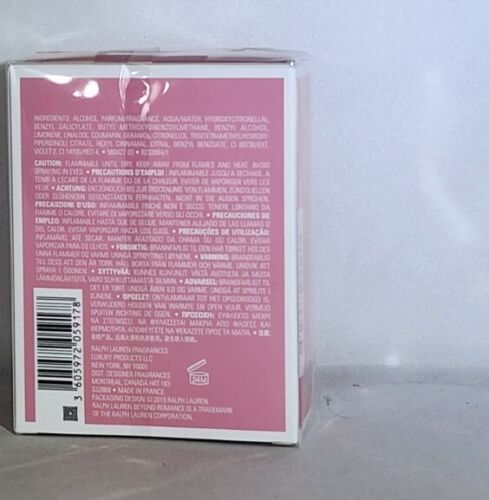 INGREDIENTS: ALCOHOL, PARFUM/FRAGRANCE, AQUA/WATER, HYDROXYCITRONELLAL,
BENZYL SALICYLATE, BUTYL METHOXYDIBENZOYLMETHANE, BENZYL ALCOHOL,
LIMONENE, LINALOOL, COUMARIN, GERANIOL, CITRONELLOL, TRIS(TETRAMETHYLHYDROXY-
PIPERIDINOL) CITRATE, HEXYL CINNAMAL, CITRAL, BENZYL BENZOATE, CI 60730/EXT.
VIOLET 2, CI 14700/RED 4.
CAUTION: FLAMMABLE UNTIL DRY. KEEP AWAY FROM FLAMES AND HEAT. AVOID
SPRAYING IN EYES. • PRECAUTIONS D'EMPLOI : INFLAMMABLE JUSQU'A SECHAGE. A
TENIR A L'ECART DE LA FLAMME OU DE LA CHALEUR. EVITER DE VAPORISER VERS LES
YEUX. • ACHTUNG: ENTZÜNDLICH BIS ZUR TROCKNUNG. VON FLAMMEN, ZÜNDQUELLEN
ODER GLÜHENDEN GEGENSTÄNDEN FERNHALTEN. NICHT IN DIE AUGEN SPRÜHEN.
PRECAUZIONI D'USO: INFIAMMABILE FINCHÉ NON È SECCO. TENERE LONTANO DA
FIAMME O CALORE. EVITARE DI VAPORIZZARE VERSO GLI OCCHI. • PRECAUCIONES DE
EMPLEO: INFLAMABLE HASTA QUE SE SEQUE. MANTENER ALEJADO DE LAS LLAMAS O
DEL CALOR. EVITAR VAPORIZAR HACIA LOS OJOS. • PRECAUÇÕES DE UTILIZAÇÃO:
INFLAMÁVEL ATÉ SECAR. MANTER AFASTADO DA CHAMA OU DO CALOR. EVITAR
VAPORIZAR PARA OS OLHOS. • FORSIKTIG: BRANNFARLIG TIL DEN HAR TØRKET. HOLDES
UNNA ÅPEN ILD OG VARME. UNNGÅ SPRØYTING I ØYNENE. • VARNING: BRANDFARLIG
TILL DESS ATT DEN ÄR TORR. HÅLL BORTA FRÅN FLAMMOR OCH VÄRME. UNDVIK ATT
SPRAYA I ÖGONEN. • SYTTYVÄÄ: KUNNES KUIVUNUT. VÄLTÄ AVOTULTA JA MUITA
LÄMMÖNLÄHTEITÄ. VARO SUIHKUTTAMASTA SILMIIN. • ADVARSEL: BRANDFARLIGT TIL
DET ER TØRT. UNDGÅ ÅBEN ILD OG VARME. UNDGÅ AT SPRØJTE I
ØJNENE. • OPGELET: ONTVLAMBAAR TOT HET OPGEDROOGD IS.
VERWIJDERD HOUDEN VAN WARMTE EN OPEN VUUR. VERMIJD
SPUITEN RICHTING DE OGEN. • ΠΡΟΣΟΧΗ: ΕΥΦΛΕΚΤΟ ΜΕΧΡΙ
ΝΑ ΣΤΕΓΝΩΣΕΙ. ΝΑ ΦΥΛΑΣΣΕΤΑΙ ΜΑΚΡΙΑ ΑΠΟ ΦΛΟΓΕΣ ΚΑΙ
ΘΕΡΜΟΤΗΤΑ. ΑΠΟΦΕΥΓΕΤΕ ΝΑ ΨΕΚΑΖΕΤΕ ΠΡΟΣ ΤΑ ΜΑΤΙΑ. • 注意:
RALPH LAUREN FRAGRANCES
LUXURY PRODUCTS LLC
NEW YORK, NY 10001
DIST. DESIGNER FRAGRANCES
MONTREAL, CANADA H4T 1K5
MADE IN FRANCE
PACKAGING DESIGN © 2019 RALPH LAUREN.
RALPH LAUREN BEYOND ROMANCE IS A TRADEMARK
OF THE RALPH LAUREN CORPORATION.
24M
3 605972 059178